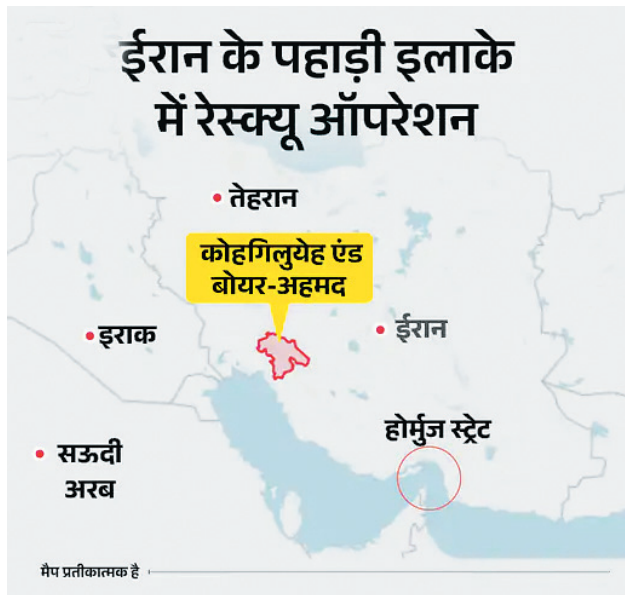 ईरान के पहाड़ी इलाके
में रेस्क्यू ऑपरेशन
तेहरान
कोहगिलुयेह एंड
बोयर-अहमद
इराक
ईरान
होर्मुज स्ट्रेट
सऊदी
अरब
मैप प्रतीकात्मक है